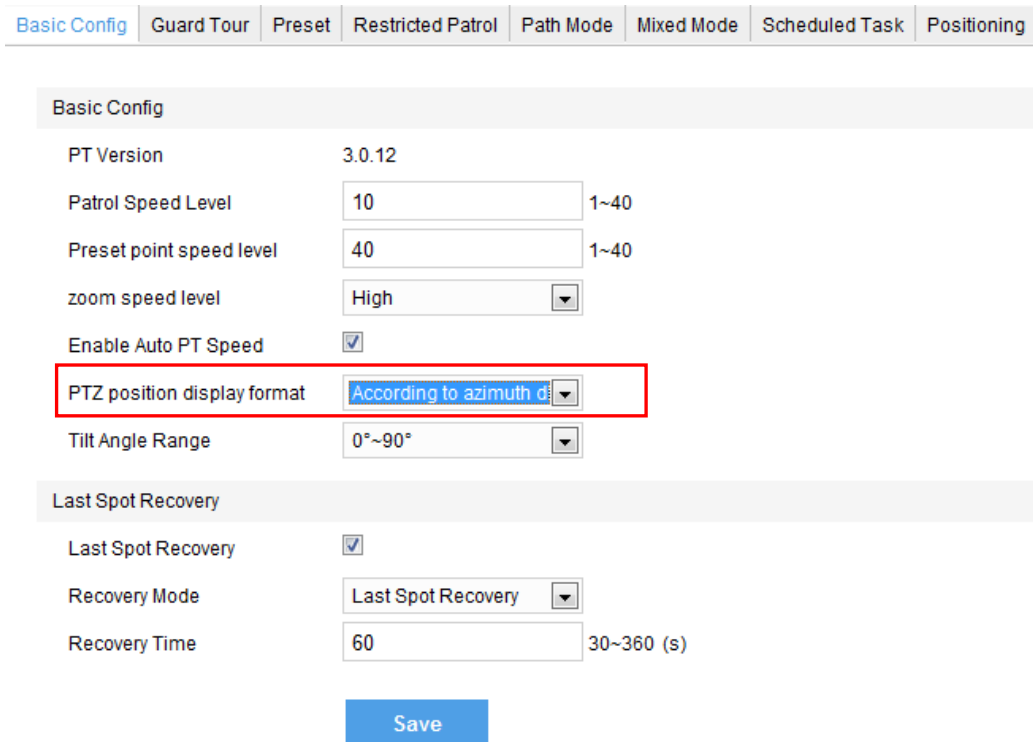 Basic Config Guard Tour Preset Restricted Patrol Path Mode Mixed Mode Scheduled Task Positioning
Basic Config
PT Version 3.0.12
Patrol Speed Level 10 1~40
Preset point speed level 40 1~40
zoom speed level High
Enable Auto PT Speed
PTZ position display format According to azimuth d
Tilt Angle Range 0°~90°
Last Spot Recovery
Last Spot Recovery
Recovery Mode Last Spot Recovery
Recovery Time 60 30~360 (s)
Save